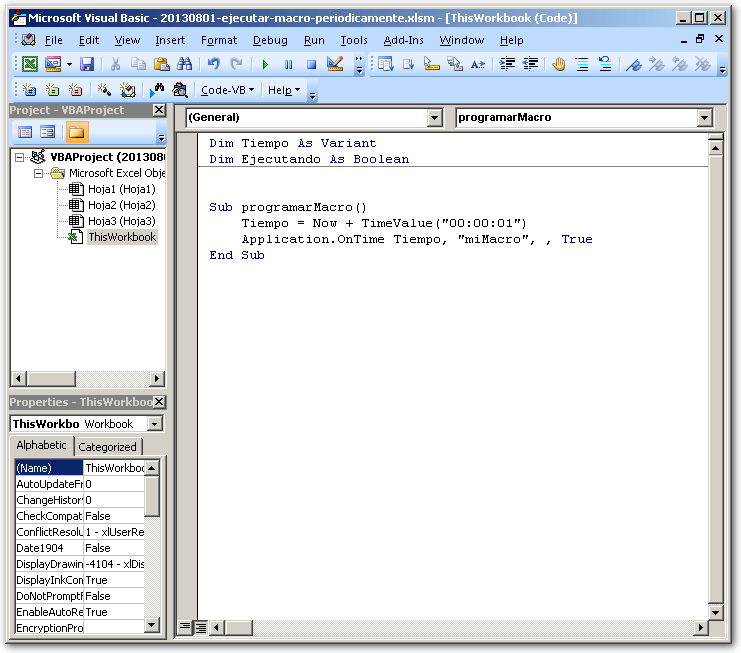 Microsoft Visual Basic - 20130801-ejecutar-macro-periodicamente.xlsm - [ThisWorkbook (Code)]
File Edit View Insert Format Debug Run Tools Add-Ins Window Help
Code-VB Help
Project - VBAProject
(General) programarMacro
VBAProject (2013080
Microsoft Excel Obje
Hoja1 (Hoja1)
Hoja2 (Hoja2)
Hoja3 (Hoja3)
ThisWorkbook
Dim Tiempo As Variant
Dim Ejecutando As Boolean
Sub programarMacro()
Tiempo = Now + TimeValue("00:00:01")
Application.OnTime Tiempo, "miMacro", , True
End Sub
Properties - ThisWorkboo
ThisWorkbo Workbook
Alphabetic Categorized
(Name) ThisWorkboo
AutoUpdateFr 0
ChangeHistor 0
CheckCompat False
ConflictResolu 1 - xlUserRe
Date1904 False
DisplayDrawin -4104 - xlDis
DisplayInkCom True
DoNotPromptF False
EnableAutoRe True
EncryptionPro